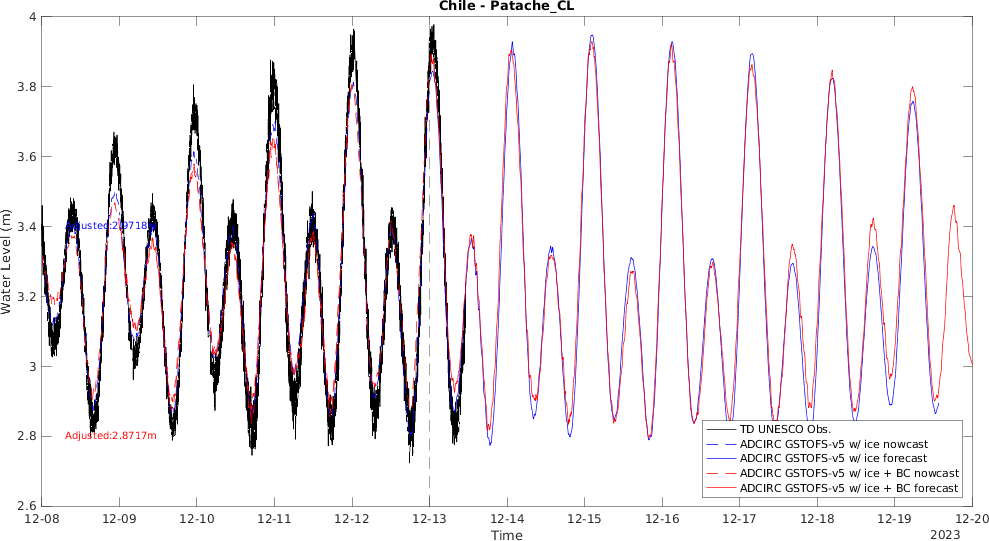 Chile - Patache_CL
Water Level (m)
4
3.8
3.6
3.4
3.2
3
2.8
2.6
Adjusted:2.9718m
Adjusted:2.8717m
TD UNESCO Obs.
ADCIRC GSTOFS-v5 w/ ice nowcast
ADCIRC GSTOFS-v5 w/ ice forecast
ADCIRC GSTOFS-v5 w/ ice + BC nowcast
ADCIRC GSTOFS-v5 w/ ice + BC forecast
12-08 12-09 12-10 12-11 12-12 12-13 12-14 12-15 12-16 12-17 12-18 12-19 12-20
Time
2023